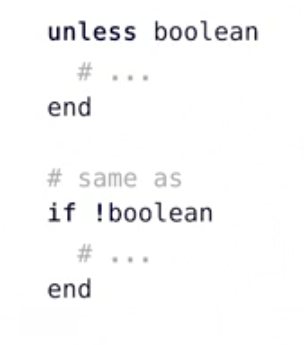 unless boolean
  # ...
end

# same as
if !boolean
  # ...
end